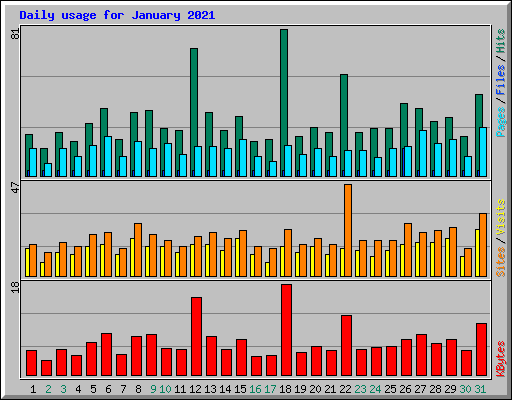 Daily usage for January 2021
81
Pages / Files / Hits
47
Sites / Visits
18
KBytes
1 2 3 4 5 6 7 8 9 10 11 12 13 14 15 16 17 18 19 20 21 22 23 24 25 26 27 28 29 30 31